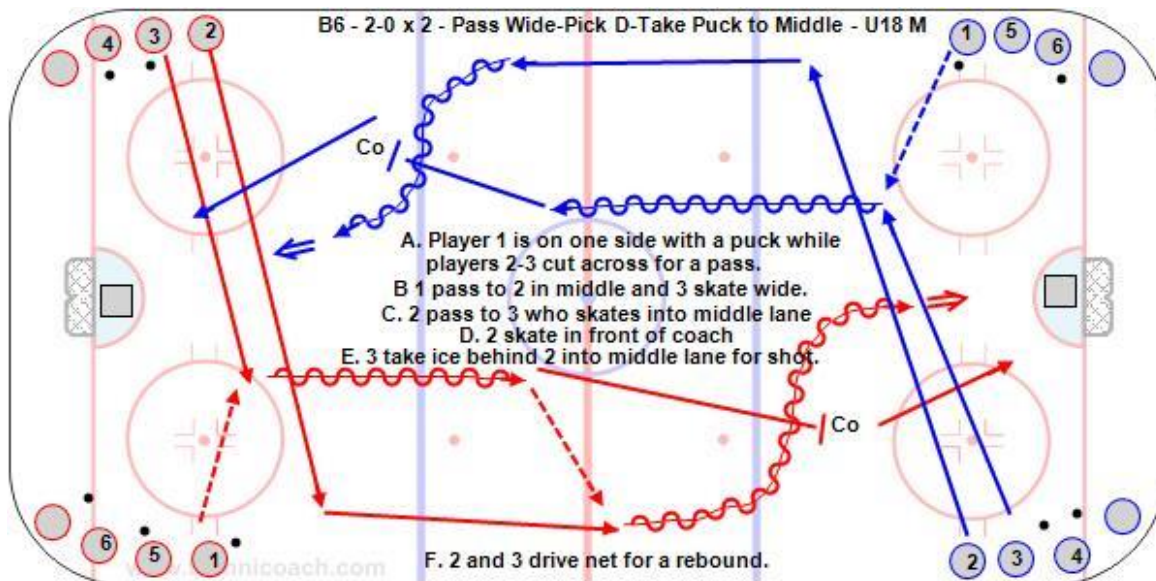 B6 - 2-0 x 2 - Pass Wide-Pick D-Take Puck to Middle - U18 M
4 3 2
1 5 6
Co
A. Player 1 is on one side with a puck while
players 2-3 cut across for a pass.
B 1 pass to 2 in middle and 3 skate wide.
C. 2 pass to 3 who skates into middle lane
D. 2 skate in front of coach
E. 3 take ice behind 2 into middle lane for shot.
Co
6 5 1
2 3 4
F. 2 and 3 drive net for a rebound.